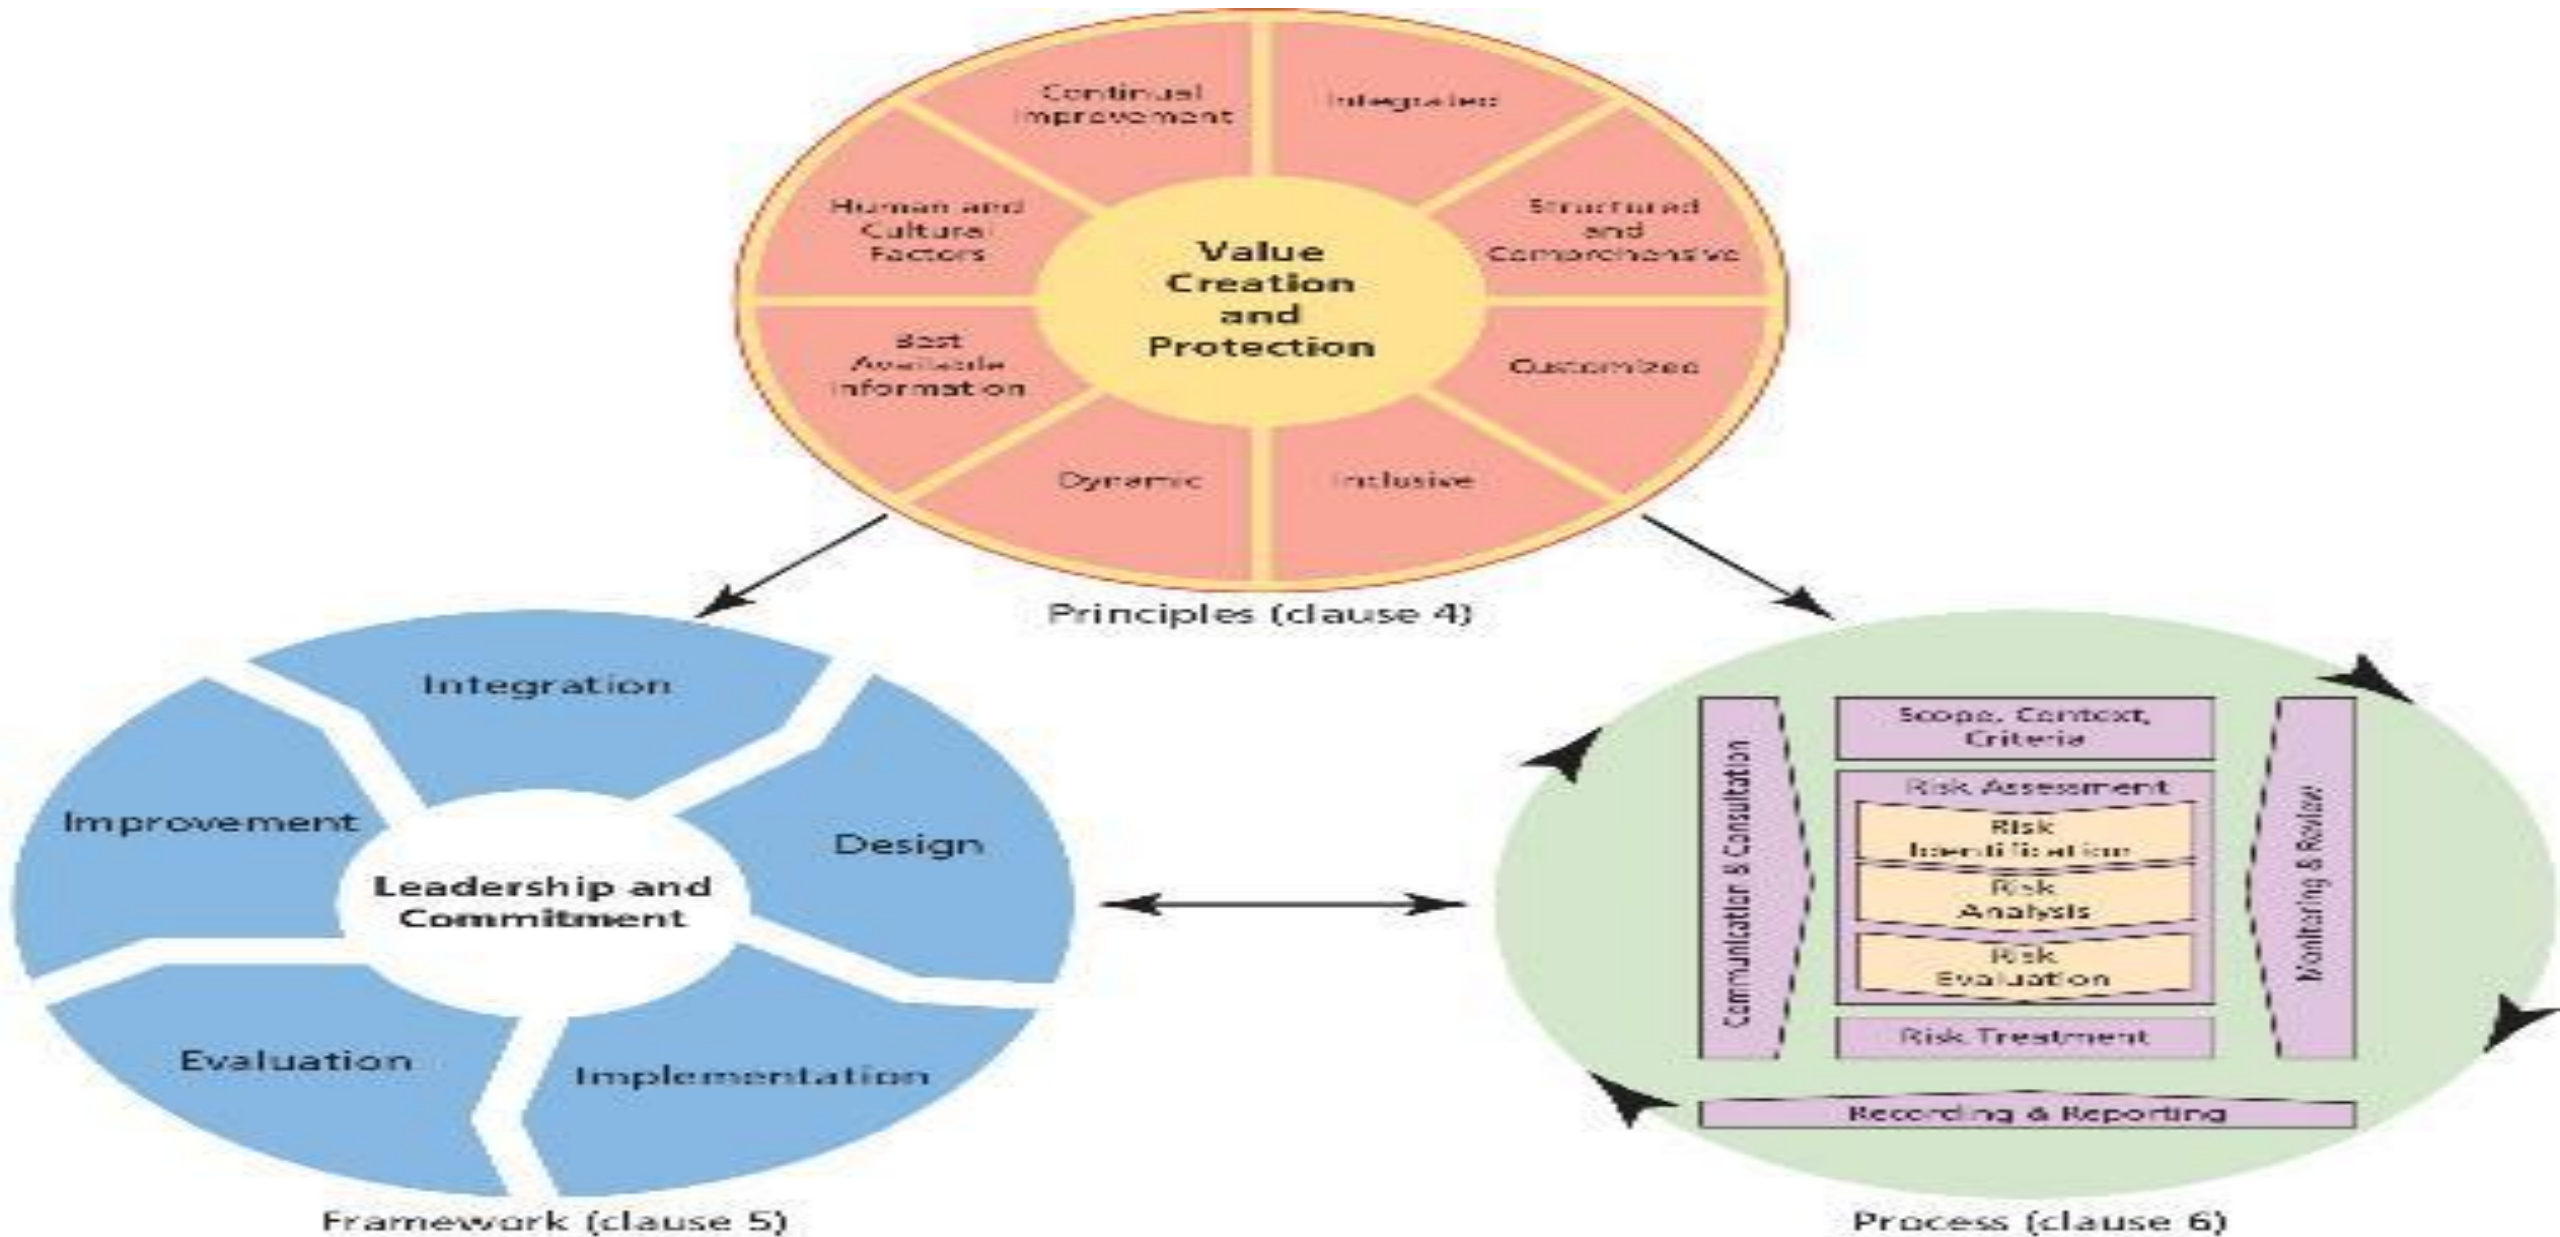 Continual
Improvement
Integrated
Human and
Cultural
Factors
Structured
and
Comprehensive
Value
Creation
and
Protection
Best
Available
Information
Customized
Dynamic
Inclusive
Principles (clause 4)
Integration
Improvement
Design
Leadership and
Commitment
Evaluation
Implementation
Framework (clause 5)
Scope, Context,
Criteria
Communication & Consultation
Risk Assessment
Risk
Identification
Risk
Analysis
Risk
Evaluation
Monitoring & Review
Risk Treatment
Recording & Reporting
Process (clause 6)